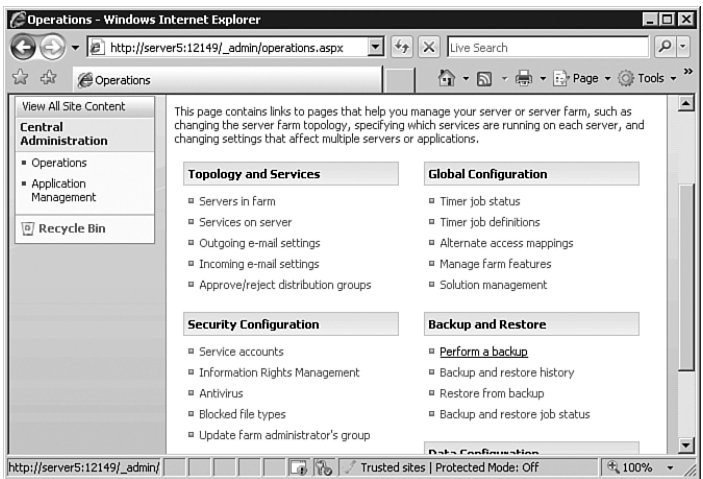 Operations - Windows Internet Explorer
http://server5:12149/_admin/operations.aspx
Live Search
Operations
Page
Tools
View All Site Content
Central
Administration
Operations
Application
Management
Recycle Bin
This page contains links to pages that help you manage your server or server farm, such as
changing the server farm topology, specifying which services are running on each server, and
changing settings that affect multiple servers or applications.
Topology and Services
Servers in farm
Services on server
Outgoing e-mail settings
Incoming e-mail settings
Approve/reject distribution groups
Global Configuration
Timer job status
Timer job definitions
Alternate access mappings
Manage farm features
Solution management
Security Configuration
Service accounts
Information Rights Management
Antivirus
Blocked file types
Update farm administrator's group
Backup and Restore
Perform a backup
Backup and restore history
Restore from backup
Backup and restore job status
Data Configuration
http://server5:12149/_admin/
Trusted sites | Protected Mode: Off
100%